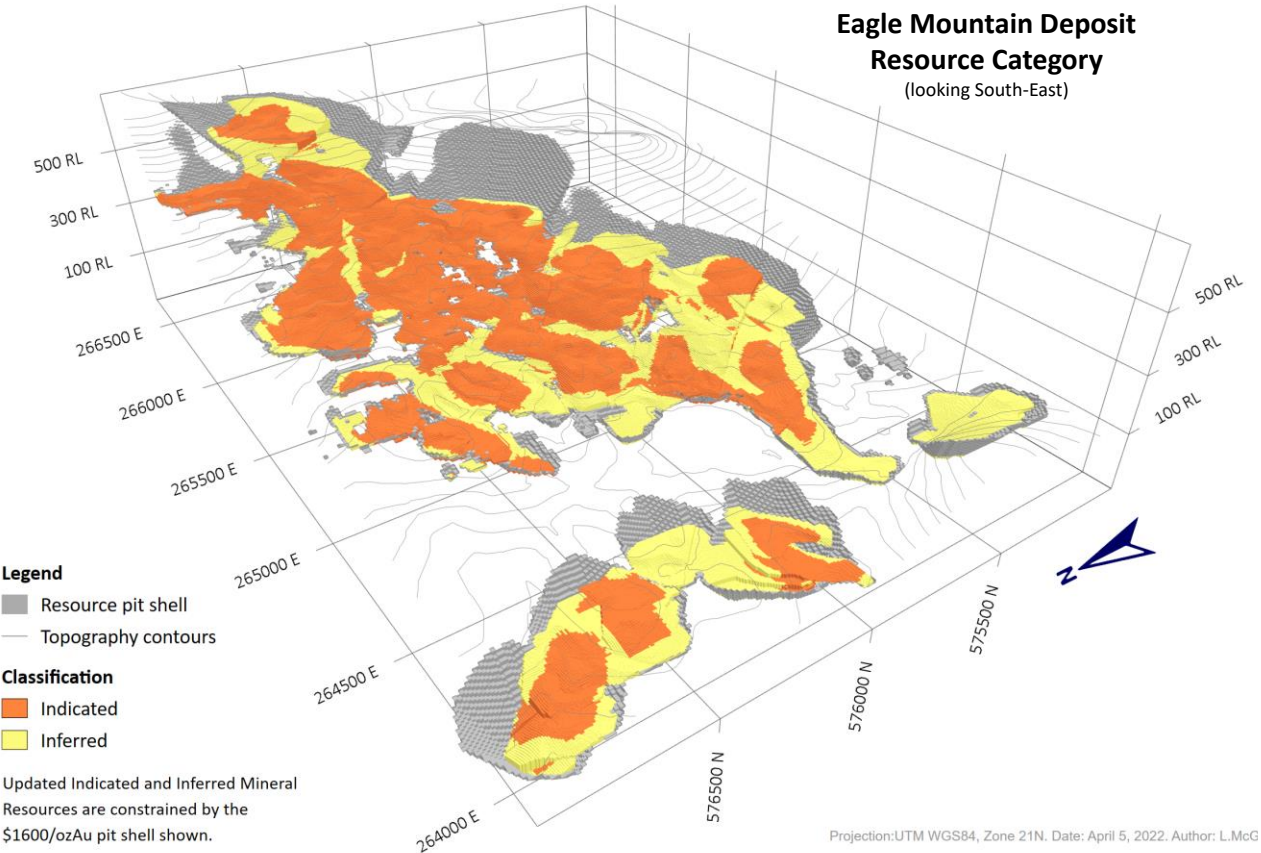 Eagle Mountain Deposit
Resource Category
(looking South-East)
500 RL
300 RL
100 RL
266500 E
266000 E
265500 E
265000 E
264500 E
264000 E
500 RL
300 RL
100 RL
N
575500 N
576000 N
576500 N
Legend
Resource pit shell
Topography contours
Classification
Indicated
Inferred
Updated Indicated and Inferred Mineral
Resources are constrained by the
$1600/ozAu pit shell shown.
Projection:UTM WGS84, Zone 21N. Date: April 5, 2022. Author: L.McG